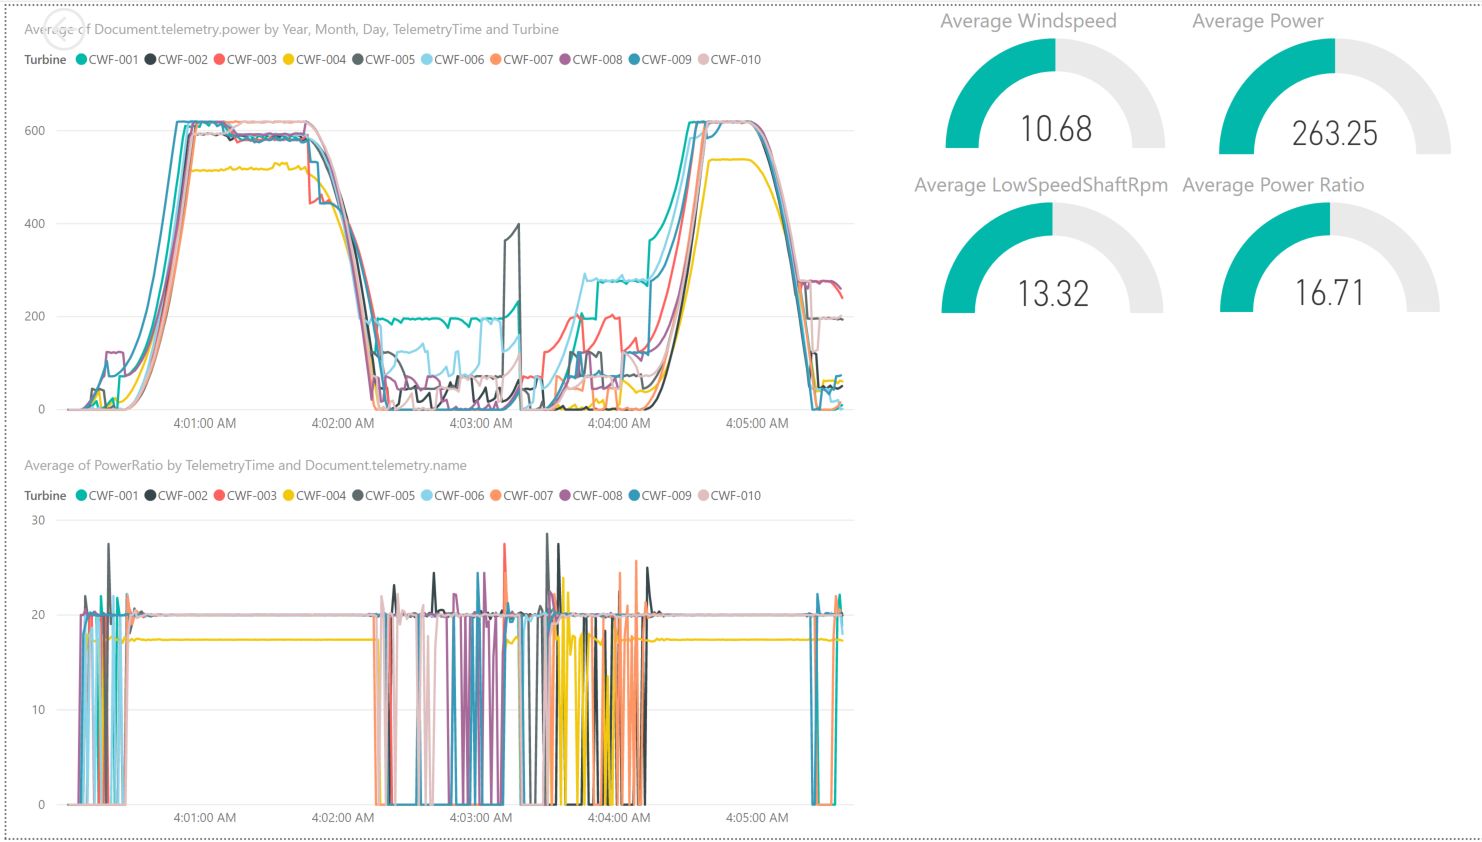 Average of Document.telemetry.power by Year, Month, Day, TelemetryTime and Turbine
Turbine CWF-001 CWF-002 CWF-003 CWF-004 CWF-005 CWF-006 CWF-007 CWF-008 CWF-009 CWF-010
600
400
200
0
4:01:00 AM 4:02:00 AM 4:03:00 AM 4:04:00 AM 4:05:00 AM
Average Windspeed
10.68
Average Power
263.25
Average LowSpeedShaftRpm
13.32
Average Power Ratio
16.71
Average of PowerRatio by TelemetryTime and Document.telemetry.name
Turbine CWF-001 CWF-002 CWF-003 CWF-004 CWF-005 CWF-006 CWF-007 CWF-008 CWF-009 CWF-010
30
20
10
0
4:01:00 AM 4:02:00 AM 4:03:00 AM 4:04:00 AM 4:05:00 AM